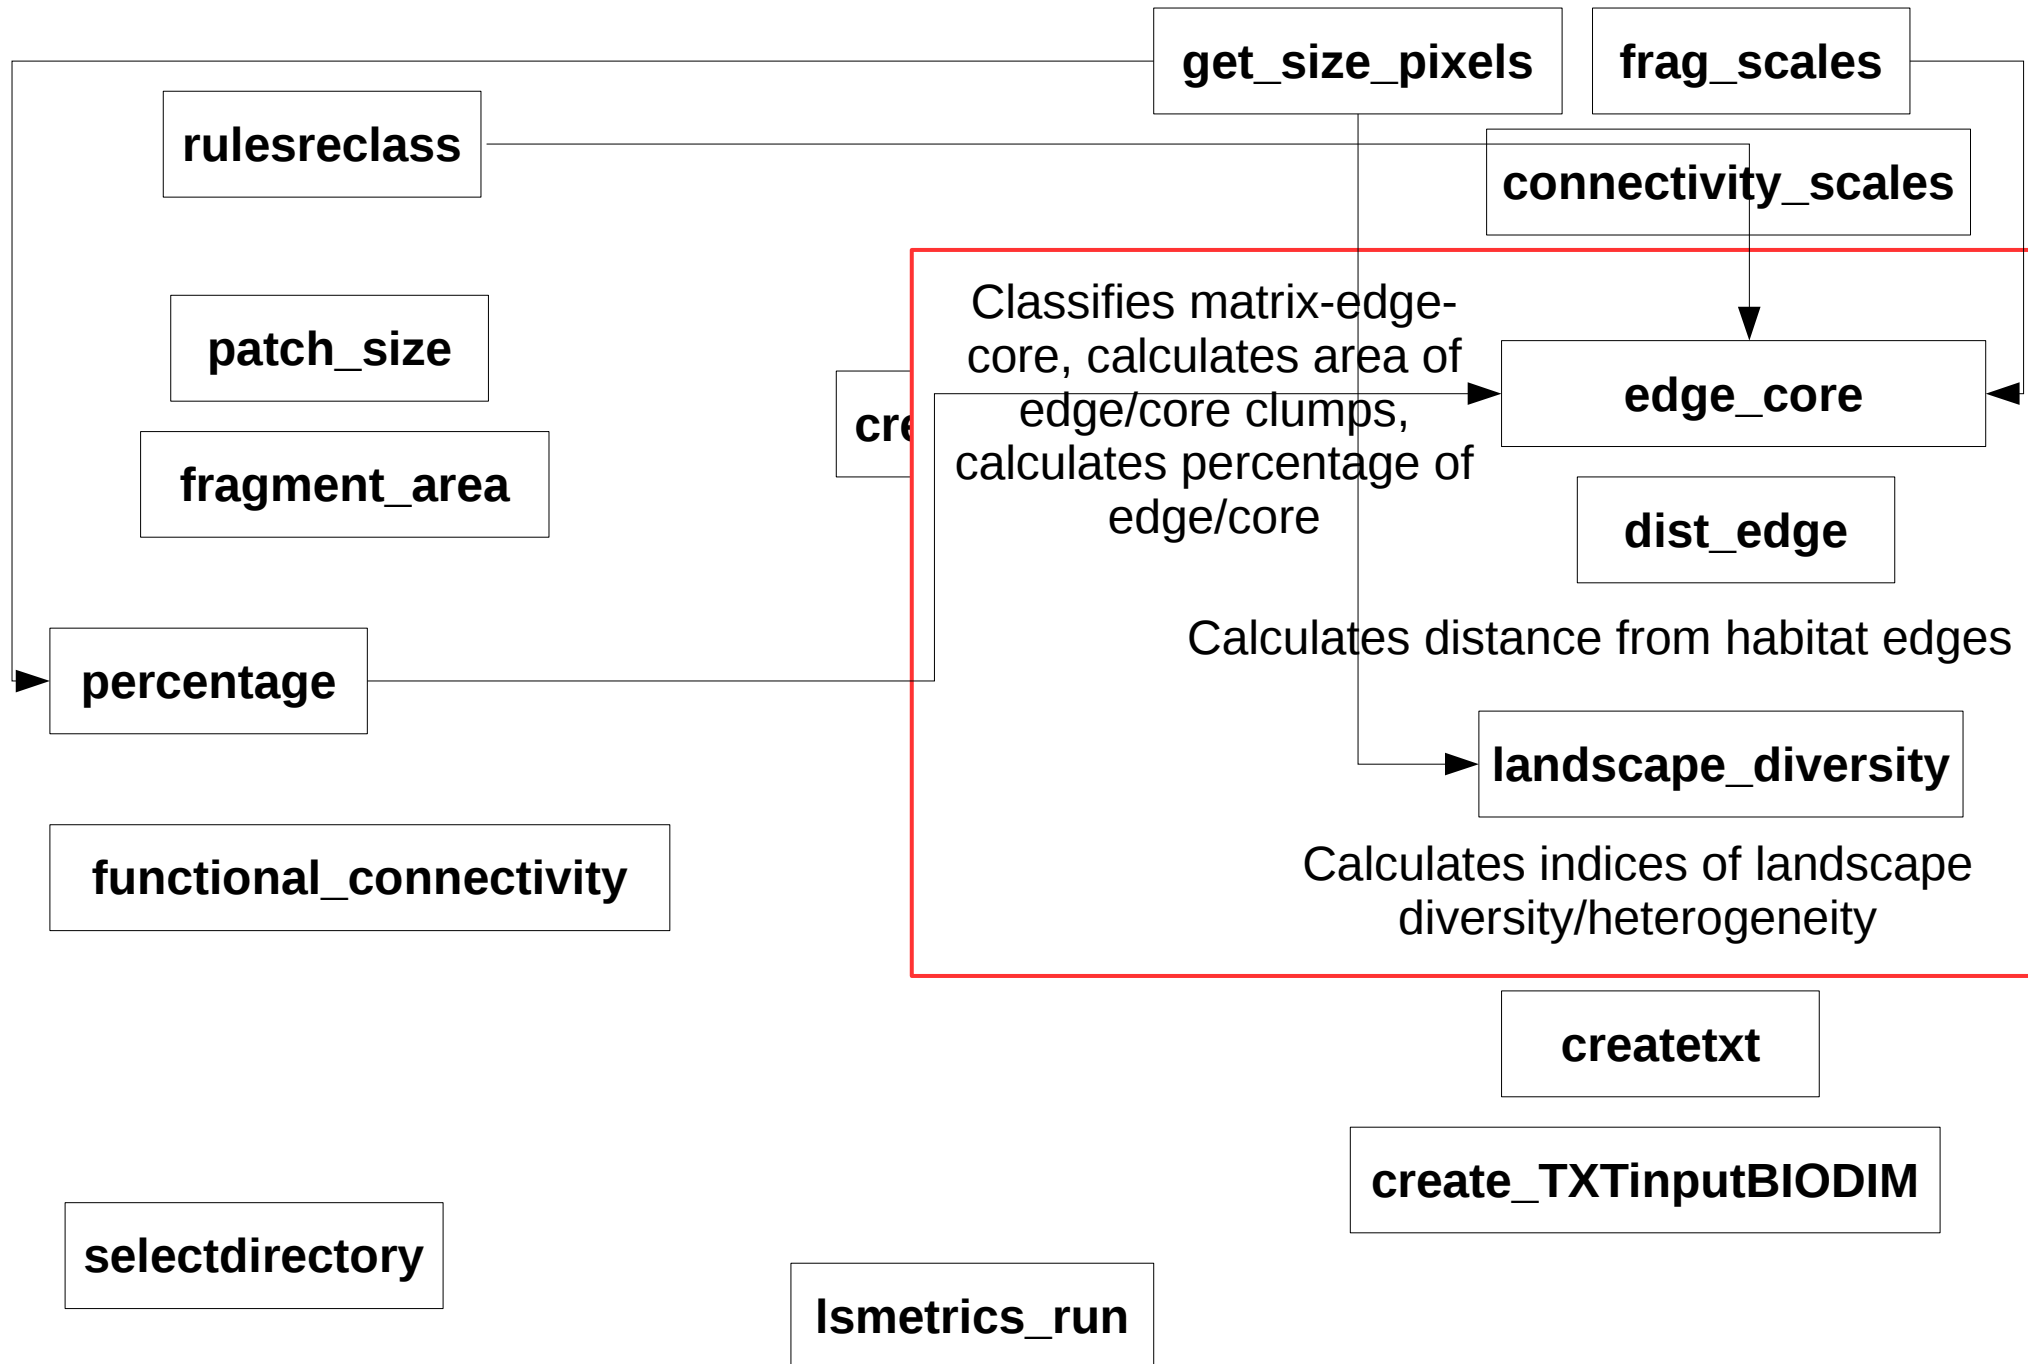 get_size_pixels
frag_scales
rulesreclass
connectivity_scales
Classifies matrix-edge-
core, calculates area of
edge/core clumps,
calculates percentage of
edge/core
patch_size
edge_core
cre
fragment_area
dist_edge
Calculates distance from habitat edges
percentage
landscape_diversity
functional_connectivity
Calculates indices of landscape
diversity/heterogeneity
createtxt
create_TXTinputBIODIM
selectdirectory
lsmetrics_run